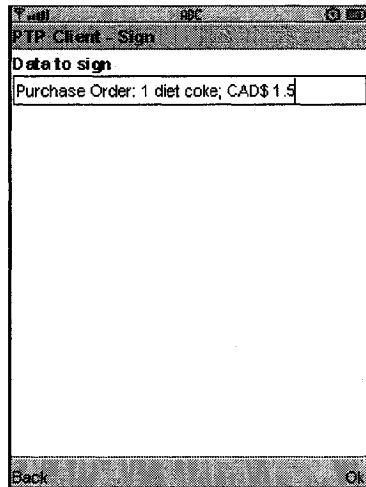 ABC
PTP Client - Sign
Data to sign
Purchase Order: 1 diet coke; CAD$ 1.5
Back Ok